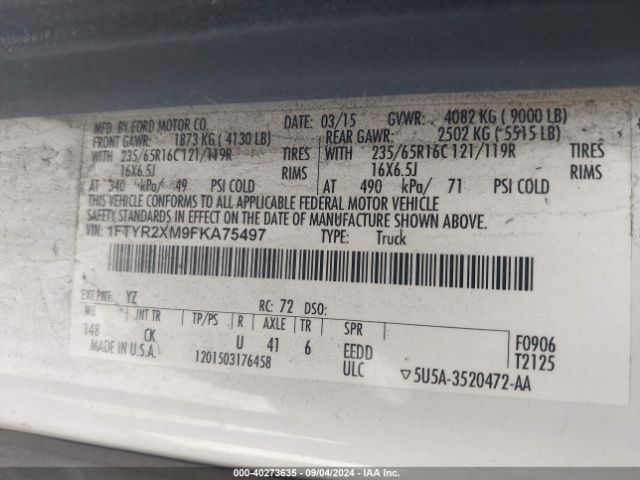 MFD. BY FORD MOTOR CO. DATE: 03/15 GVWR: 4082 KG ( 9000 LB)
FRONT GAWR: 1873 KG ( 4130 LB) REAR GAWR: 2502 KG ( 5515 LB)
WITH 235/65R16C 121/119R TIRES WITH 235/65R16C 121/119R TIRES
16X6.5J RIMS 16X6.5J RIMS
AT 340 kPa/ 49 PSI COLD AT 490 kPa/ 71 PSI COLD
THIS VEHICLE CONFORMS TO ALL APPLICABLE FEDERAL MOTOR VEHICLE
SAFETY STANDARDS IN EFFECT ON THE DATE OF MANUFACTURE SHOWN ABOVE.
VIN: 1FTYR2XM9FKA75497 TYPE: Truck
EXT PNT: YZ RC: 72 DSO:
WB INT TR TP/PS R AXLE TR SPR F0906
148 CK U 41 6 EEDD T2125
MADE IN U.S.A. 1201503176458 ULC ▽5U5A-3520472-AA
000-40273635 - 09/04/2024 - IAA